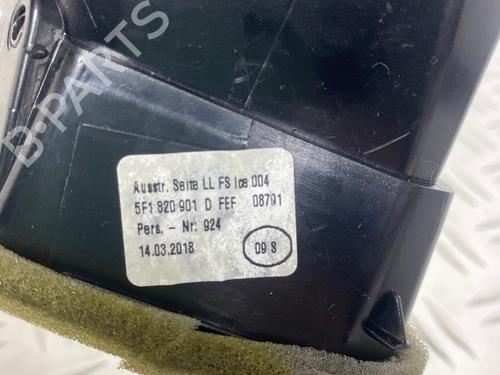 B-PARTS
Ausstr. Seite LL FS Ice 004
5F1 820 901 D FEF 08791
Pers. - Nr. 924
14.03.2018 09 8